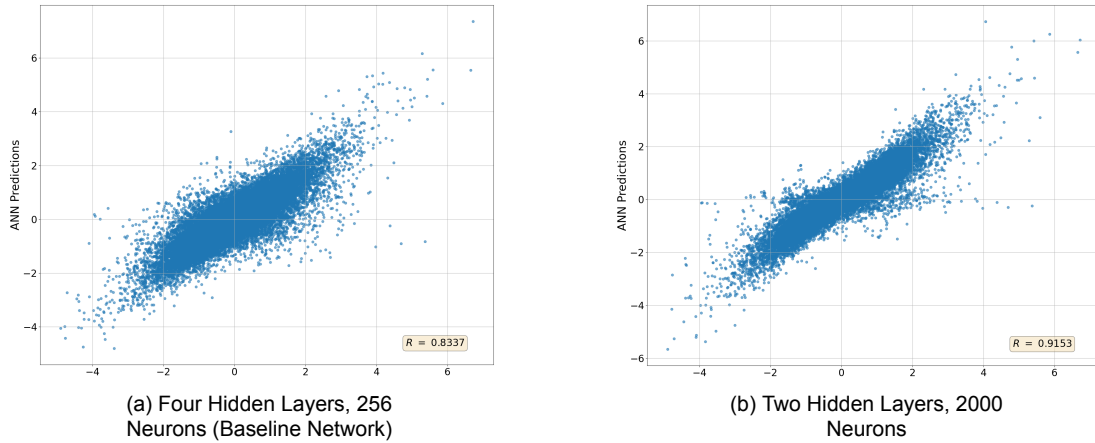 6
4
2
0
−2
−4
ANN Predictions
−4 −2 0 2 4 6
R = 0.8337
(a) Four Hidden Layers, 256
Neurons (Baseline Network)
6
4
2
0
−2
−4
−6
ANN Predictions
−4 −2 0 2 4 6
R = 0.9153
(b) Two Hidden Layers, 2000
Neurons